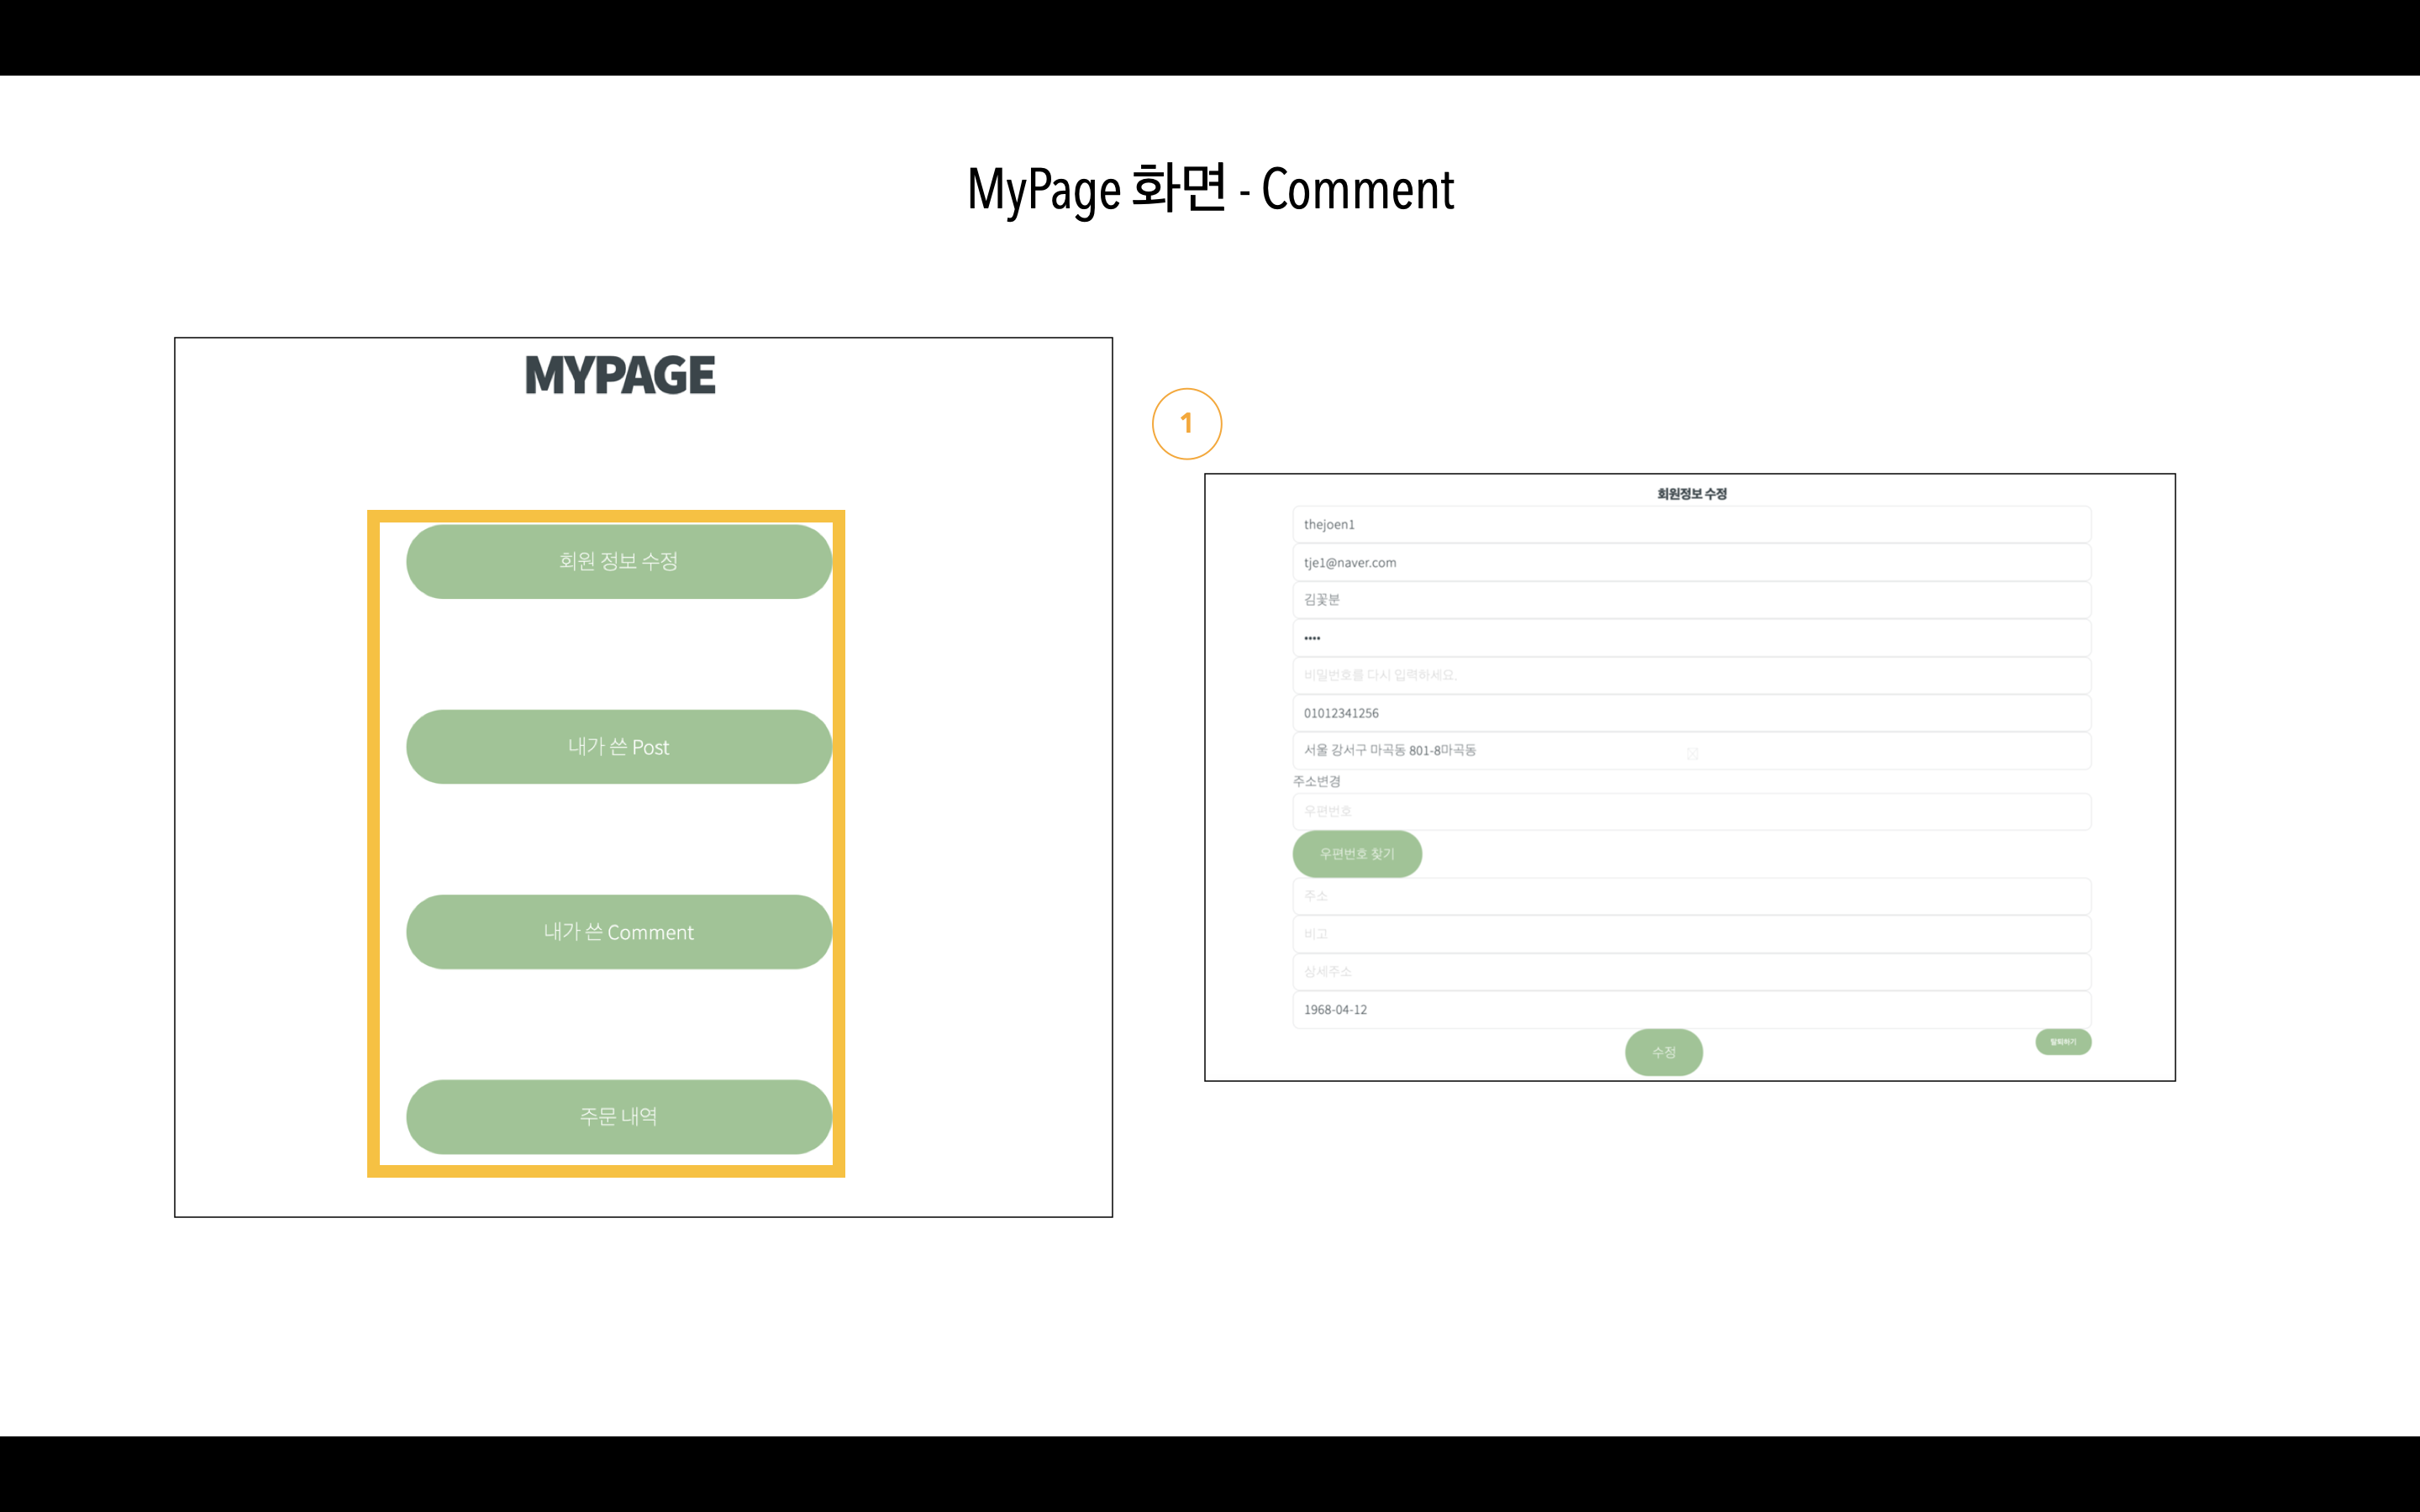 MyPage 화면 - Comment
MYPAGE
회원 정보 수정
내가 쓴 Post
내가 쓴 Comment
주문 내역
1
회원정보 수정
thejoen1
tje1@naver.com
김꽃분
••••
비밀번호를 다시 입력하세요.
01012341256
서울 강서구 마곡동 801-8마곡동
주소변경
우편번호
우편번호 찾기
주소
비고
상세주소
1968-04-12
수정
탈퇴하기